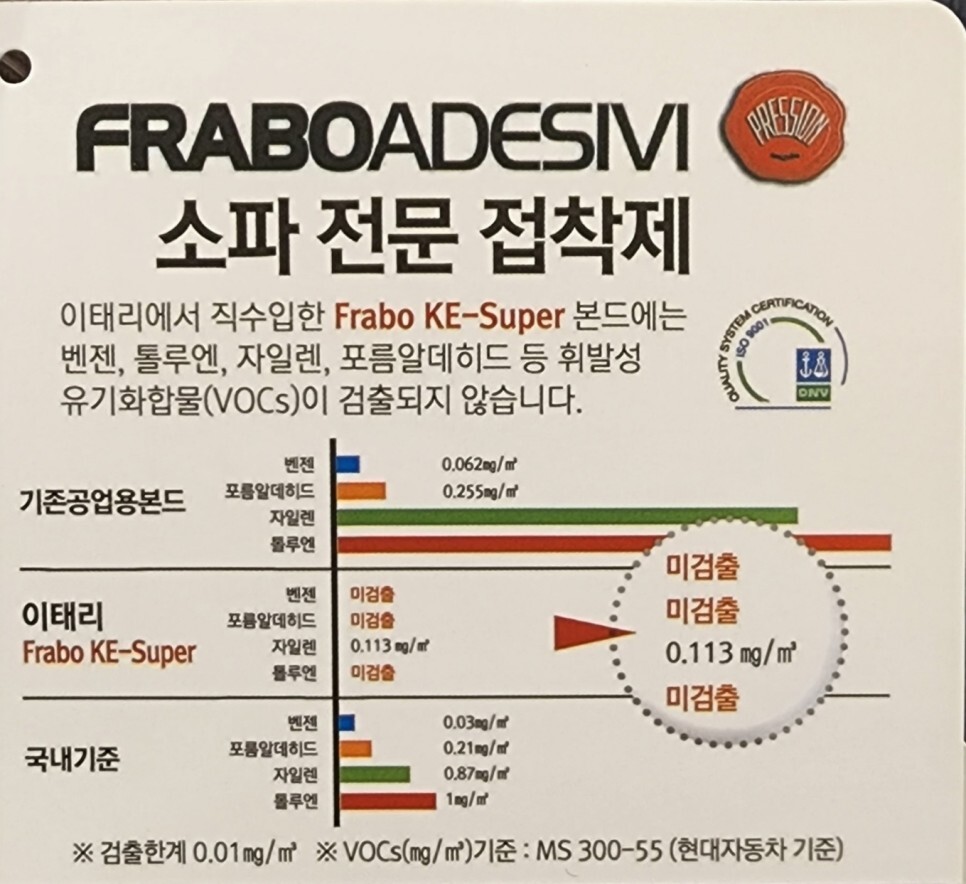 FRABOADESIVI
PRESSION
소파 전문 접착제
이태리에서 직수입한 Frabo KE-Super 본드에는
벤젠, 톨루엔, 자일렌, 포름알데히드 등 휘발성
유기화합물(VOCs)이 검출되지 않습니다.
QUALITY SYSTEM CERTIFICATION
ISO 9001
DNV
기존공업용본드
벤젠 0.062㎎/㎥
포름알데히드 0.255㎎/㎥
자일렌
톨루엔
이태리
Frabo KE-Super
벤젠 미검출
포름알데히드 미검출
자일렌 0.113 ㎎/㎥
톨루엔 미검출
미검출
미검출
0.113 ㎎/㎥
미검출
국내기준
벤젠 0.03㎎/㎥
포름알데히드 0.21㎎/㎥
자일렌 0.87㎎/㎥
톨루엔 1㎎/㎥
※ 검출한계 0.01㎎/㎥ ※ VOCs(㎎/㎥)기준 : MS 300-55 (현대자동차 기준)